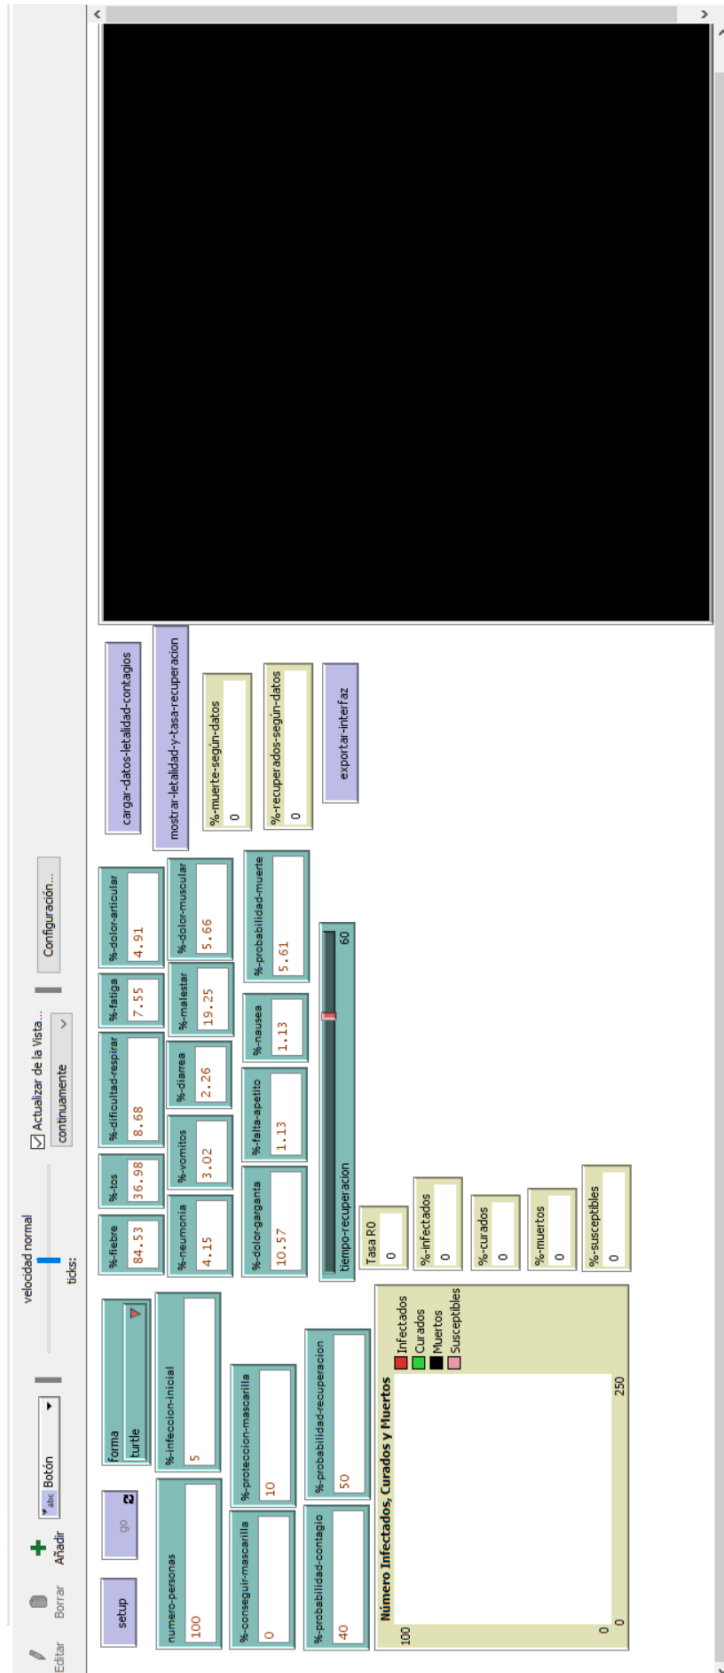 Editar
Borrar
Añadir
abc Botón
velocidad normal
ticks:
Actualizar de la Vista...
continuamente
Configuración...
setup
go
forma
turtle
numero-personas
100
%-infeccion-inicial
5
%-conseguir-mascarilla
0
%-proteccion-mascarilla
10
%-probabilidad-contagio
40
%-probabilidad-recuperacion
50
%-fiebre
84.53
%-tos
36.98
%-dificultad-respirar
8.68
%-fatiga
7.55
%-dolor-articular
4.91
%-neumonia
4.15
%-vomitos
3.02
%-diarrea
2.26
%-malestar
19.25
%-dolor-muscular
5.66
%-dolor-garganta
10.57
%-falta-apetito
1.13
%-nausea
1.13
%-probabilidad-muerte
5.61
tiempo-recuperacion
60
cargar-datos-letalidad-contagios
mostrar-letalidad-y-tasa-recuperacion
%-muerte-según-datos
0
%-recuperados-según-datos
0
exportar-interfaz
Número Infectados, Curados y Muertos
100
0
0
250
Infectados
Curados
Muertos
Susceptibles
Tasa R0
0
%-infectados
0
%-curados
0
%-muertos
0
%-susceptibles
0